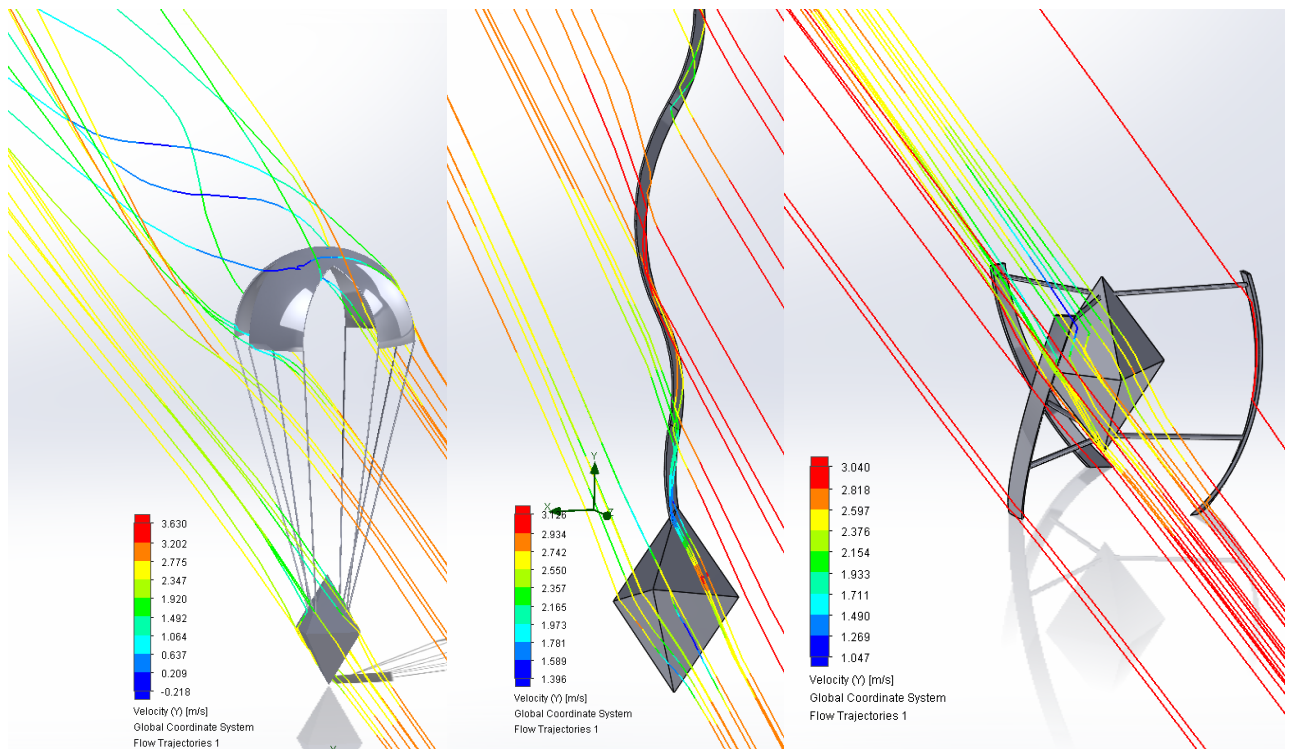 3.630
3.202
2.775
2.347
1.920
1.492
1.064
0.637
0.209
-0.218
Velocity (Y) [m/s]
Global Coordinate System
Flow Trajectories 1
Y
Y
X
Z
3.126
2.934
2.742
2.550
2.357
2.165
1.973
1.781
1.589
1.396
Velocity (Y) [m/s]
Global Coordinate System
Flow Trajectories 1
3.040
2.818
2.597
2.376
2.154
1.933
1.711
1.490
1.269
1.047
Velocity (Y) [m/s]
Global Coordinate System
Flow Trajectories 1